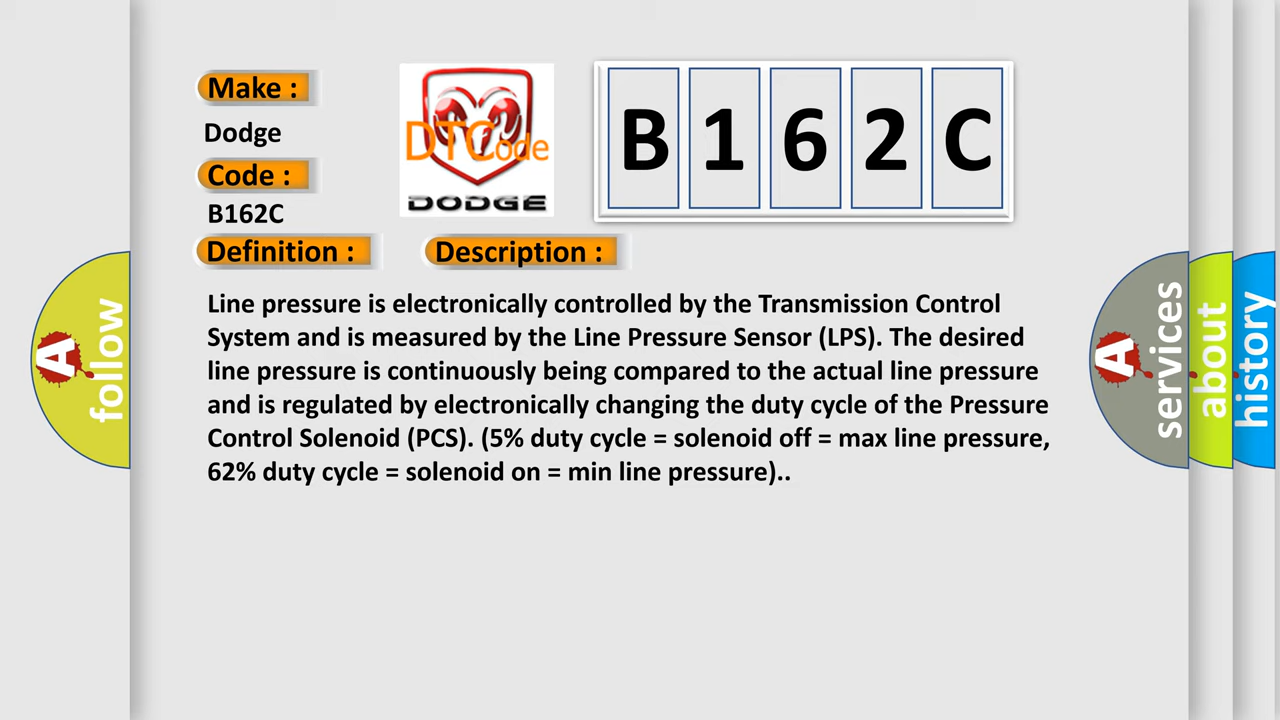 Make :
Dodge
Code :
B162C
Definition :
Description :
DTCode
DODGE
B 1 6 2 C
Line pressure is electronically controlled by the Transmission Control
System and is measured by the Line Pressure Sensor (LPS). The desired
line pressure is continuously being compared to the actual line pressure
and is regulated by electronically changing the duty cycle of the Pressure
Control Solenoid (PCS). (5% duty cycle = solenoid off = max line pressure,
62% duty cycle = solenoid on = min line pressure)..
A follow
A services
about
history